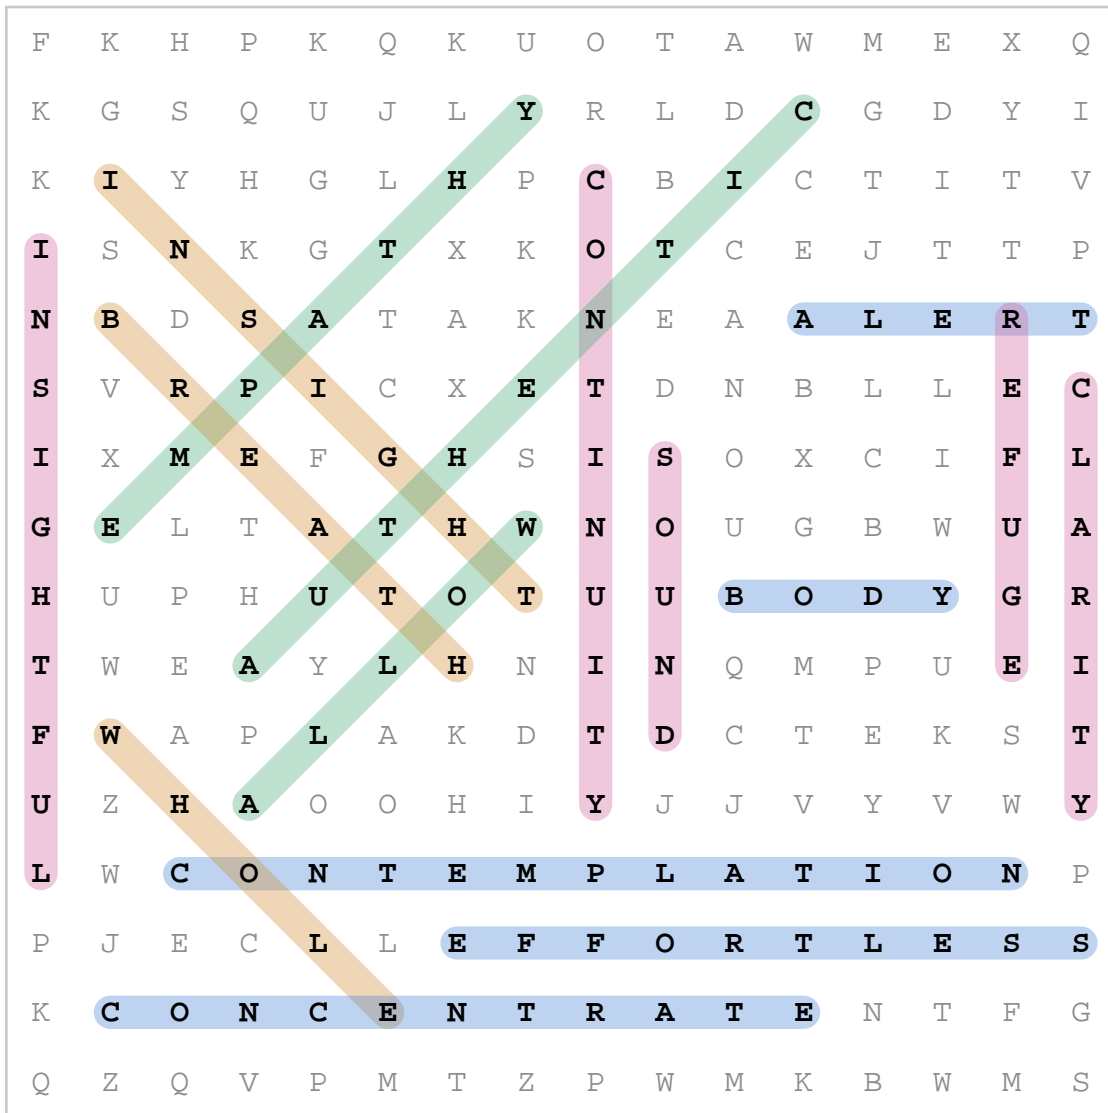 F K H P K Q K U O T A W M E X Q
K G S Q U J L Y R L D C G D Y I
K I Y H G L H P C B I C T I T V
I S N K G T X K O T C E J T T P
N B D S A T A K N E A A L E R T
S V R P I C X E T D N B L L E C
I X M E F G H S I S O X C I F L
G E L T A T H W N O U G B W U A
H U P H U T O T U U B O D Y G R
T W E A Y L H N I N Q M P U E I
F W A P L A K D T D C T E K S T
U Z H A O O H I Y J J V Y V W Y
L W C O N T E M P L A T I O N P
P J E C L L E F F O R T L E S S
K C O N C E N T R A T E N T F G
Q Z Q V P M T Z P W M K B W M S